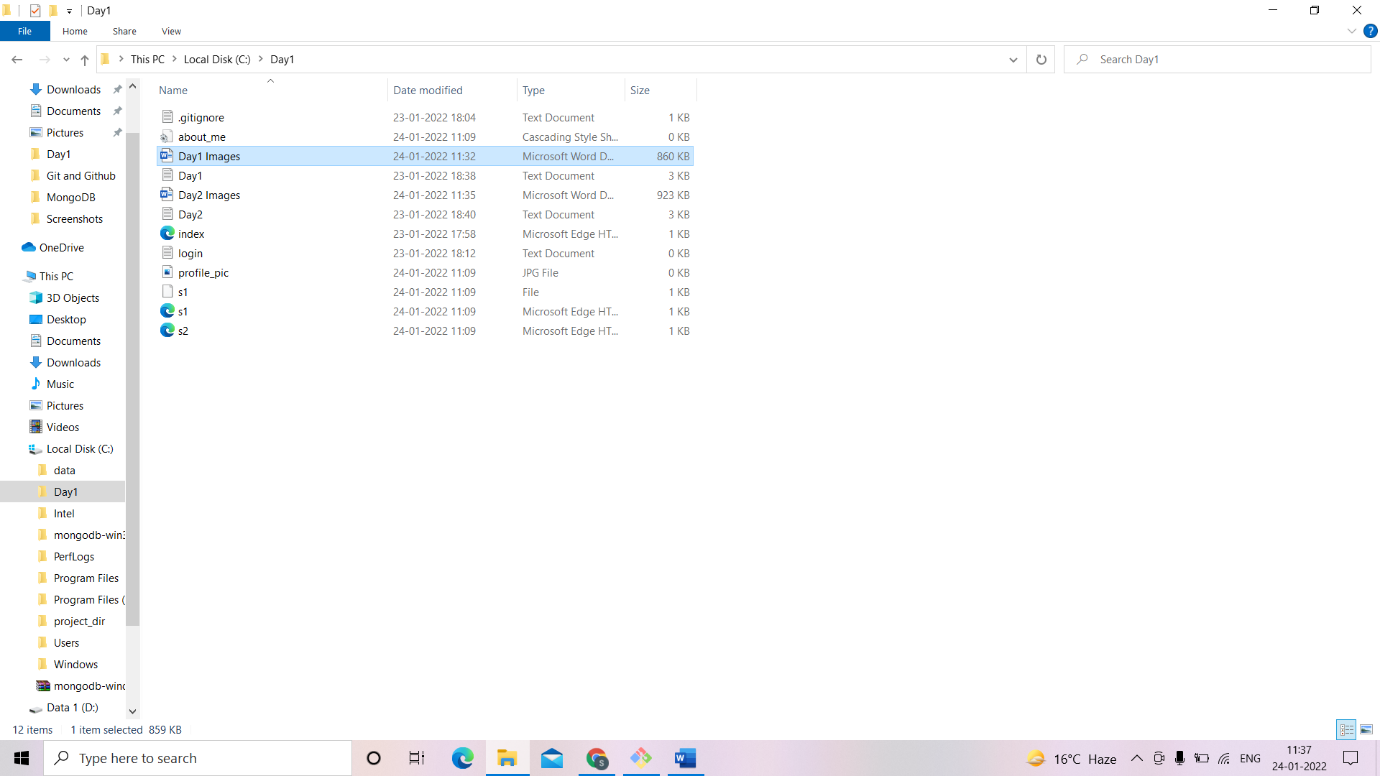 Day1
File Home Share View
This PC Local Disk (C:) Day1 Search Day1
Name Date modified Type Size
.gitignore 23-01-2022 18:04 Text Document 1 KB
about_me 24-01-2022 11:09 Cascading Style Sh... 0 KB
Day1 Images 24-01-2022 11:32 Microsoft Word D... 860 KB
Day1 23-01-2022 18:38 Text Document 3 KB
Day2 Images 24-01-2022 11:35 Microsoft Word D... 923 KB
Day2 23-01-2022 18:40 Text Document 3 KB
index 23-01-2022 17:58 Microsoft Edge HT... 1 KB
login 23-01-2022 18:12 Text Document 0 KB
profile_pic 24-01-2022 11:09 JPG File 0 KB
s1 24-01-2022 11:09 File 1 KB
s1 24-01-2022 11:09 Microsoft Edge HT... 1 KB
s2 24-01-2022 11:09 Microsoft Edge HT... 1 KB
Downloads
Documents
Pictures
Day1
Git and Github
MongoDB
Screenshots
OneDrive
This PC
3D Objects
Desktop
Documents
Downloads
Music
Pictures
Videos
Local Disk (C:)
data
Day1
Intel
mongodb-win3
PerfLogs
Program Files
Program Files (
project_dir
Users
Windows
mongodb-wind
Data 1 (D:)
12 items 1 item selected 859 KB
Type here to search
16°C Haze ENG
11:37
24-01-2022